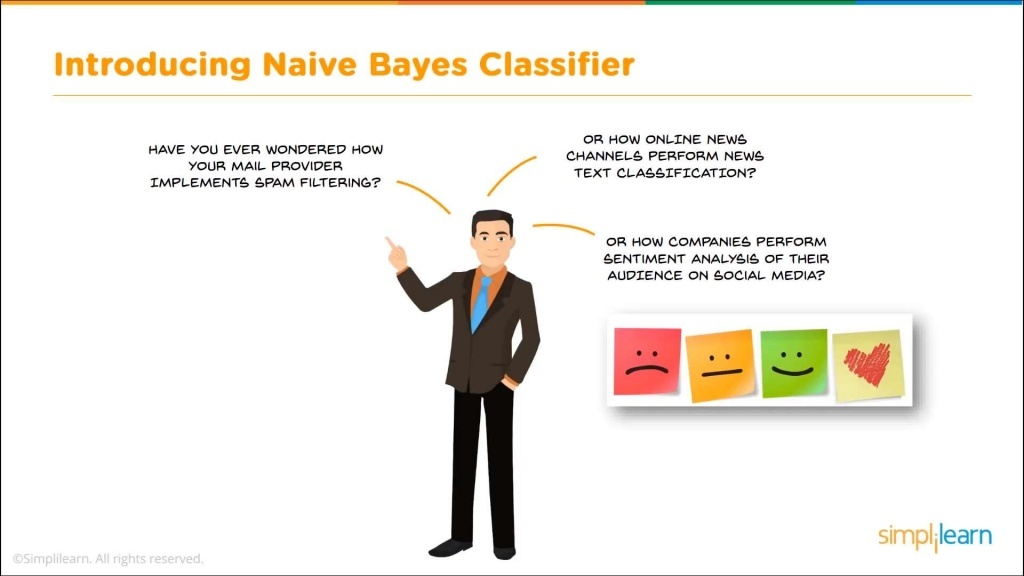 Introducing Naive Bayes Classifier
HAVE YOU EVER WONDERED HOW
YOUR MAIL PROVIDER
IMPLEMENTS SPAM FILTERING?
OR HOW ONLINE NEWS
CHANNELS PERFORM NEWS
TEXT CLASSIFICATION?
OR HOW COMPANIES PERFORM
SENTIMENT ANALYSIS OF THEIR
AUDIENCE ON SOCIAL MEDIA?
©Simplilearn. All rights reserved.
simplilearn